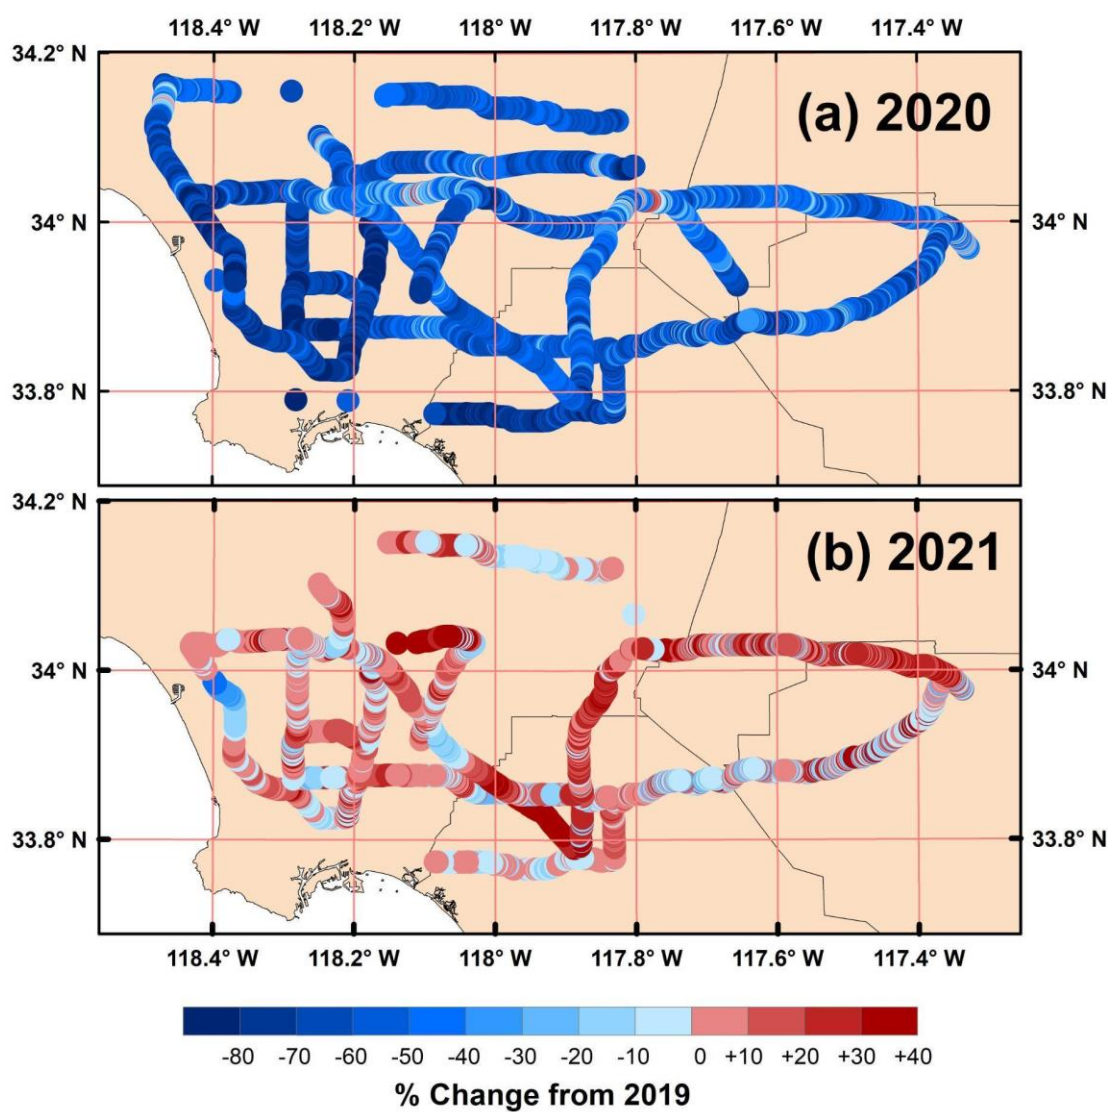 118.4° W 118.2° W 118° W 117.8° W 117.6° W 117.4° W
34.2° N
(a) 2020
34° N 34° N
33.8° N 33.8° N
34.2° N
(b) 2021
34° N 34° N
33.8° N 33.8° N
118.4° W 118.2° W 118° W 117.8° W 117.6° W 117.4° W
-80 -70 -60 -50 -40 -30 -20 -10 0 +10 +20 +30 +40
% Change from 2019